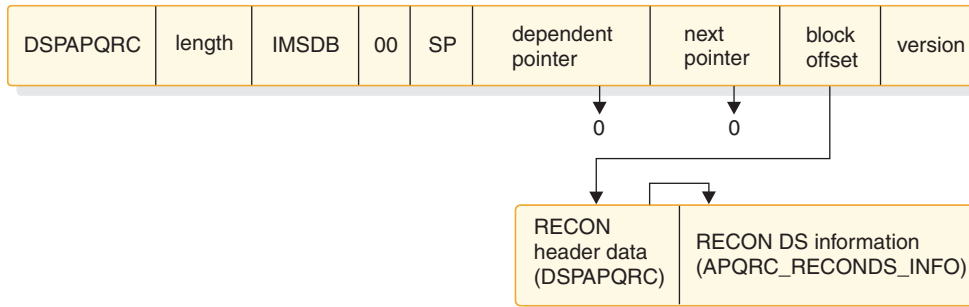 DSPAPQRC length IMSDB 00 SP dependent pointer next pointer block offset version
0 0
RECON header data (DSPAPQRC)
RECON DS information (APQRC_RECONDS_INFO)